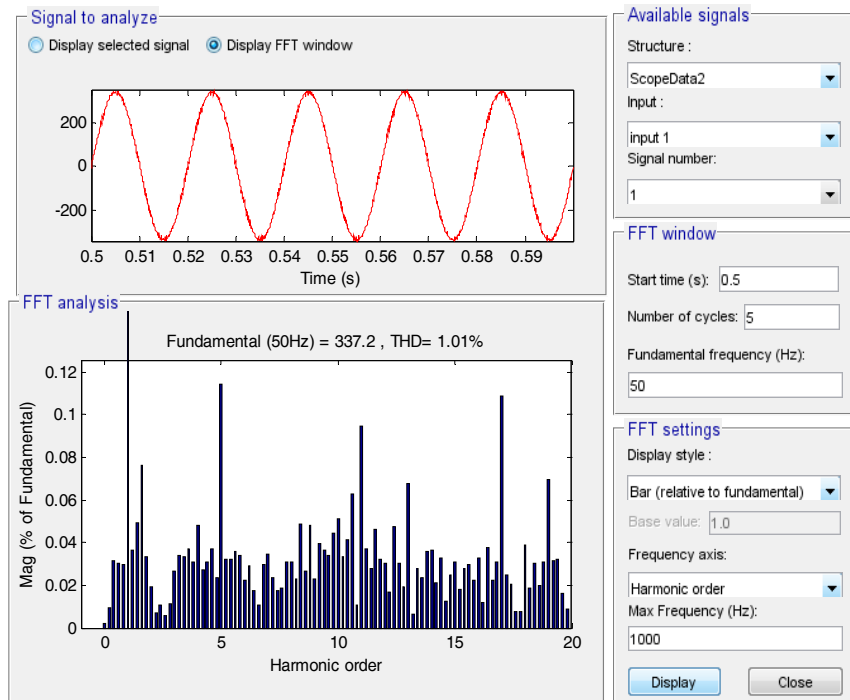 Signal to analyze
Display selected signal
Display FFT window
200
0
-200
0.5 0.51 0.52 0.53 0.54 0.55 0.56 0.57 0.58 0.59
Time (s)
FFT analysis
Fundamental (50Hz) = 337.2 , THD= 1.01%
0.12
0.1
0.08
0.06
0.04
0.02
0
Mag (% of Fundamental)
0 5 10 15 20
Harmonic order
Available signals
Structure :
ScopeData2
Input :
input 1
Signal number:
1
FFT window
Start time (s): 0.5
Number of cycles: 5
Fundamental frequency (Hz):
50
FFT settings
Display style :
Bar (relative to fundamental)
Base value: 1.0
Frequency axis:
Harmonic order
Max Frequency (Hz):
1000
Display Close